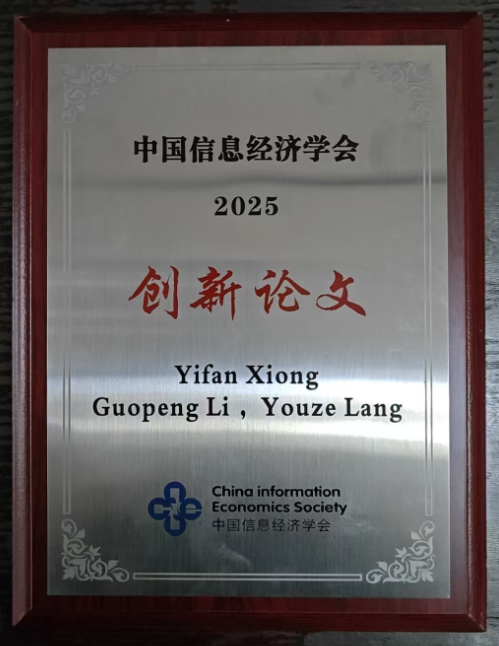 中国信息经济学会
2025
创新论文
Yifan Xiong
Guopeng Li , Youze Lang
China information
Economics Society
中国信息经济学会